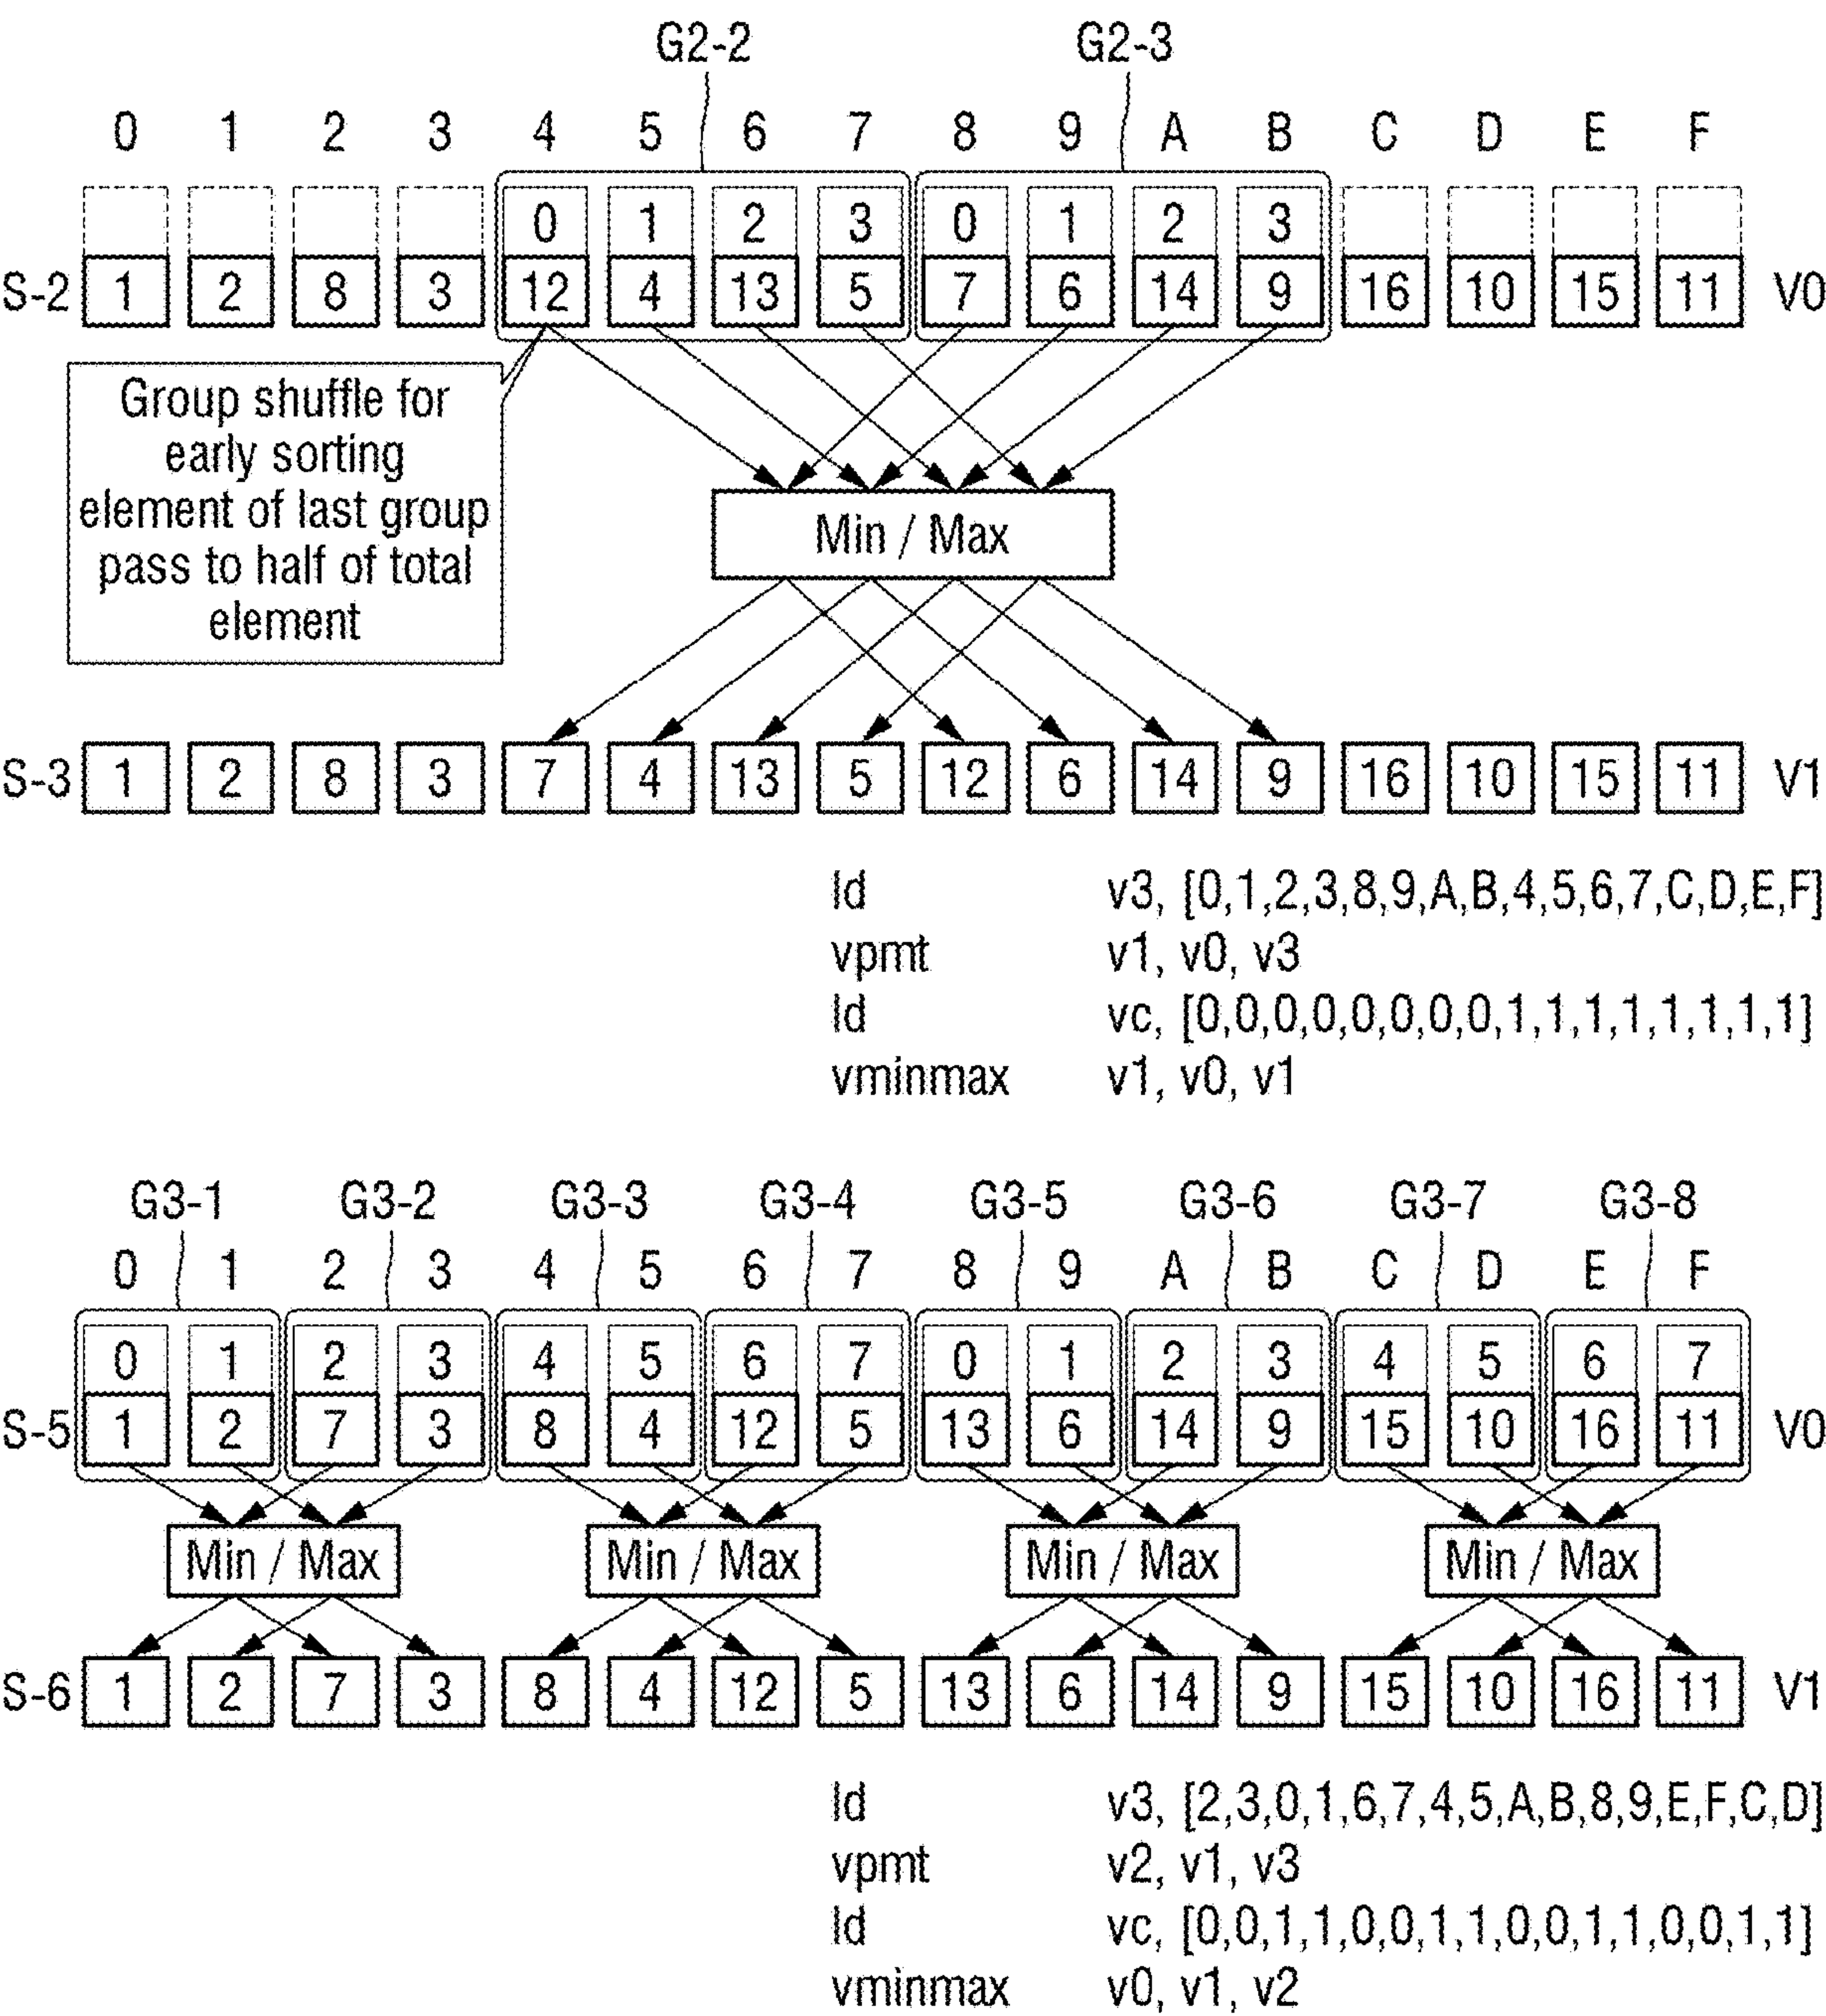 G2-2 G2-3
0 1 2 3 4 5 6 7 8 9 A B C D E F
0 1 2 3 0 1 2 3
S-2 1 2 8 3 12 4 13 5 7 6 14 9 16 10 15 11 V0
Group shuffle for
early sorting
element of last group
pass to half of total
element
Min / Max
S-3 1 2 8 3 7 4 13 5 12 6 14 9 16 10 15 11 V1
ld v3, [0,1,2,3,8,9,A,B,4,5,6,7,C,D,E,F]
vpmt v1, v0, v3
ld vc, [0,0,0,0,0,0,0,0,1,1,1,1,1,1,1,1]
vminmax v1, v0, v1
G3-1 G3-2 G3-3 G3-4 G3-5 G3-6 G3-7 G3-8
0 1 2 3 4 5 6 7 8 9 A B C D E F
0 1 2 3 4 5 6 7 0 1 2 3 4 5 6 7
S-5 1 2 7 3 8 4 12 5 13 6 14 9 15 10 16 11 V0
Min / Max Min / Max Min / Max Min / Max
S-6 1 2 7 3 8 4 12 5 13 6 14 9 15 10 16 11 V1
ld v3, [2,3,0,1,6,7,4,5,A,B,8,9,E,F,C,D]
vpmt v2, v1, v3
ld vc, [0,0,1,1,0,0,1,1,0,0,1,1,0,0,1,1]
vminmax v0, v1, v2